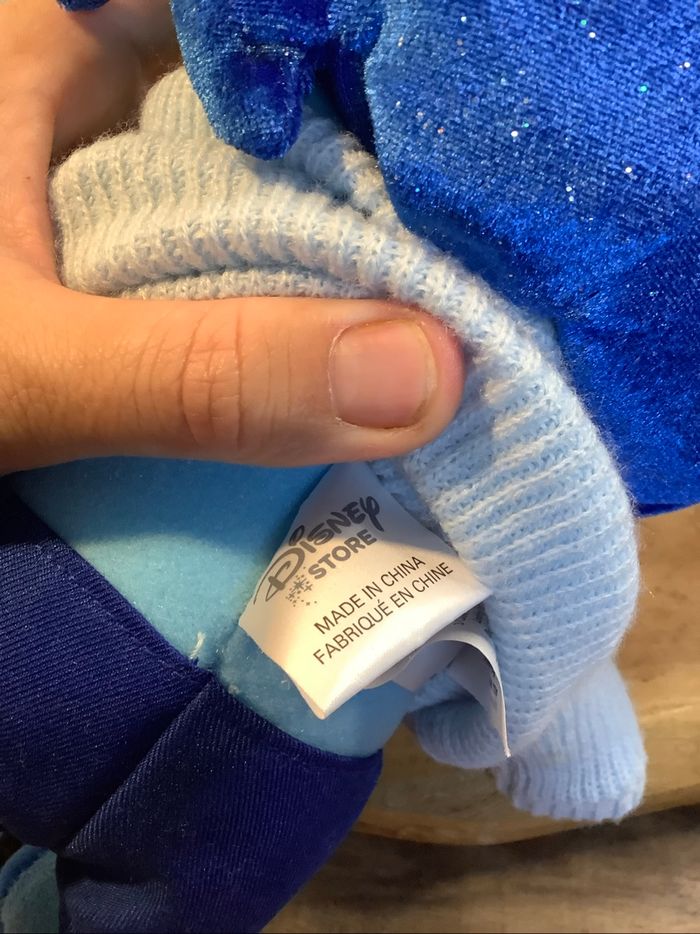 Disney
STORE
MADE IN CHINA
FABRIQUÉ EN CHINE